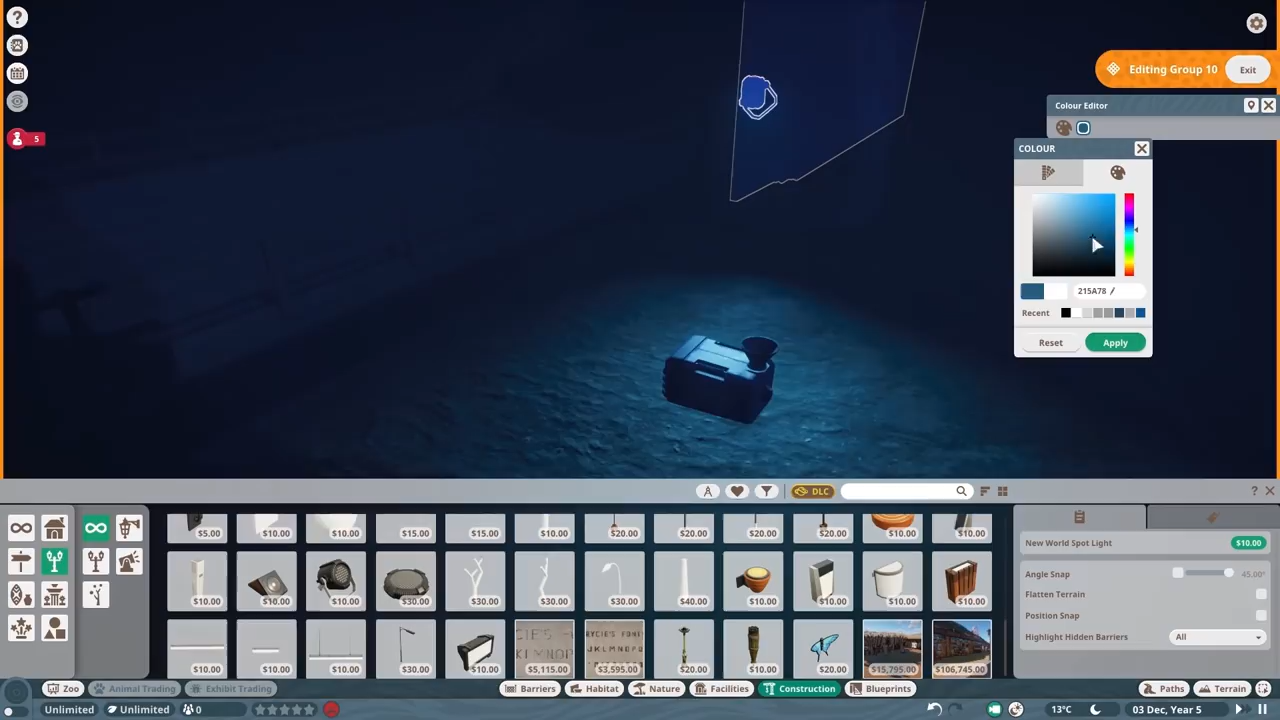 ?
5
Editing Group 10
Exit
Colour Editor
COLOUR
215A78
Recent
Reset
Apply
DLC
?
$5.00
$10.00
$10.00
$15.00
$15.00
$10.00
$20.00
$20.00
$20.00
$20.00
$10.00
$10.00
$10.00
$10.00
$10.00
$30.00
$30.00
$30.00
$30.00
$40.00
$10.00
$10.00
$10.00
$10.00
$10.00
$10.00
$10.00
$30.00
$10.00
$5,115.00
$3,595.00
$20.00
$10.00
$20.00
$15,795.00
$106,745.00
New World Spot Light
$10.00
Angle Snap
45.00°
Flatten Terrain
Position Snap
Highlight Hidden Barriers
All
Zoo
Animal Trading
Exhibit Trading
Barriers
Habitat
Nature
Facilities
Construction
Blueprints
Paths
Terrain
Unlimited
Unlimited
0
13°C
03 Dec, Year 5